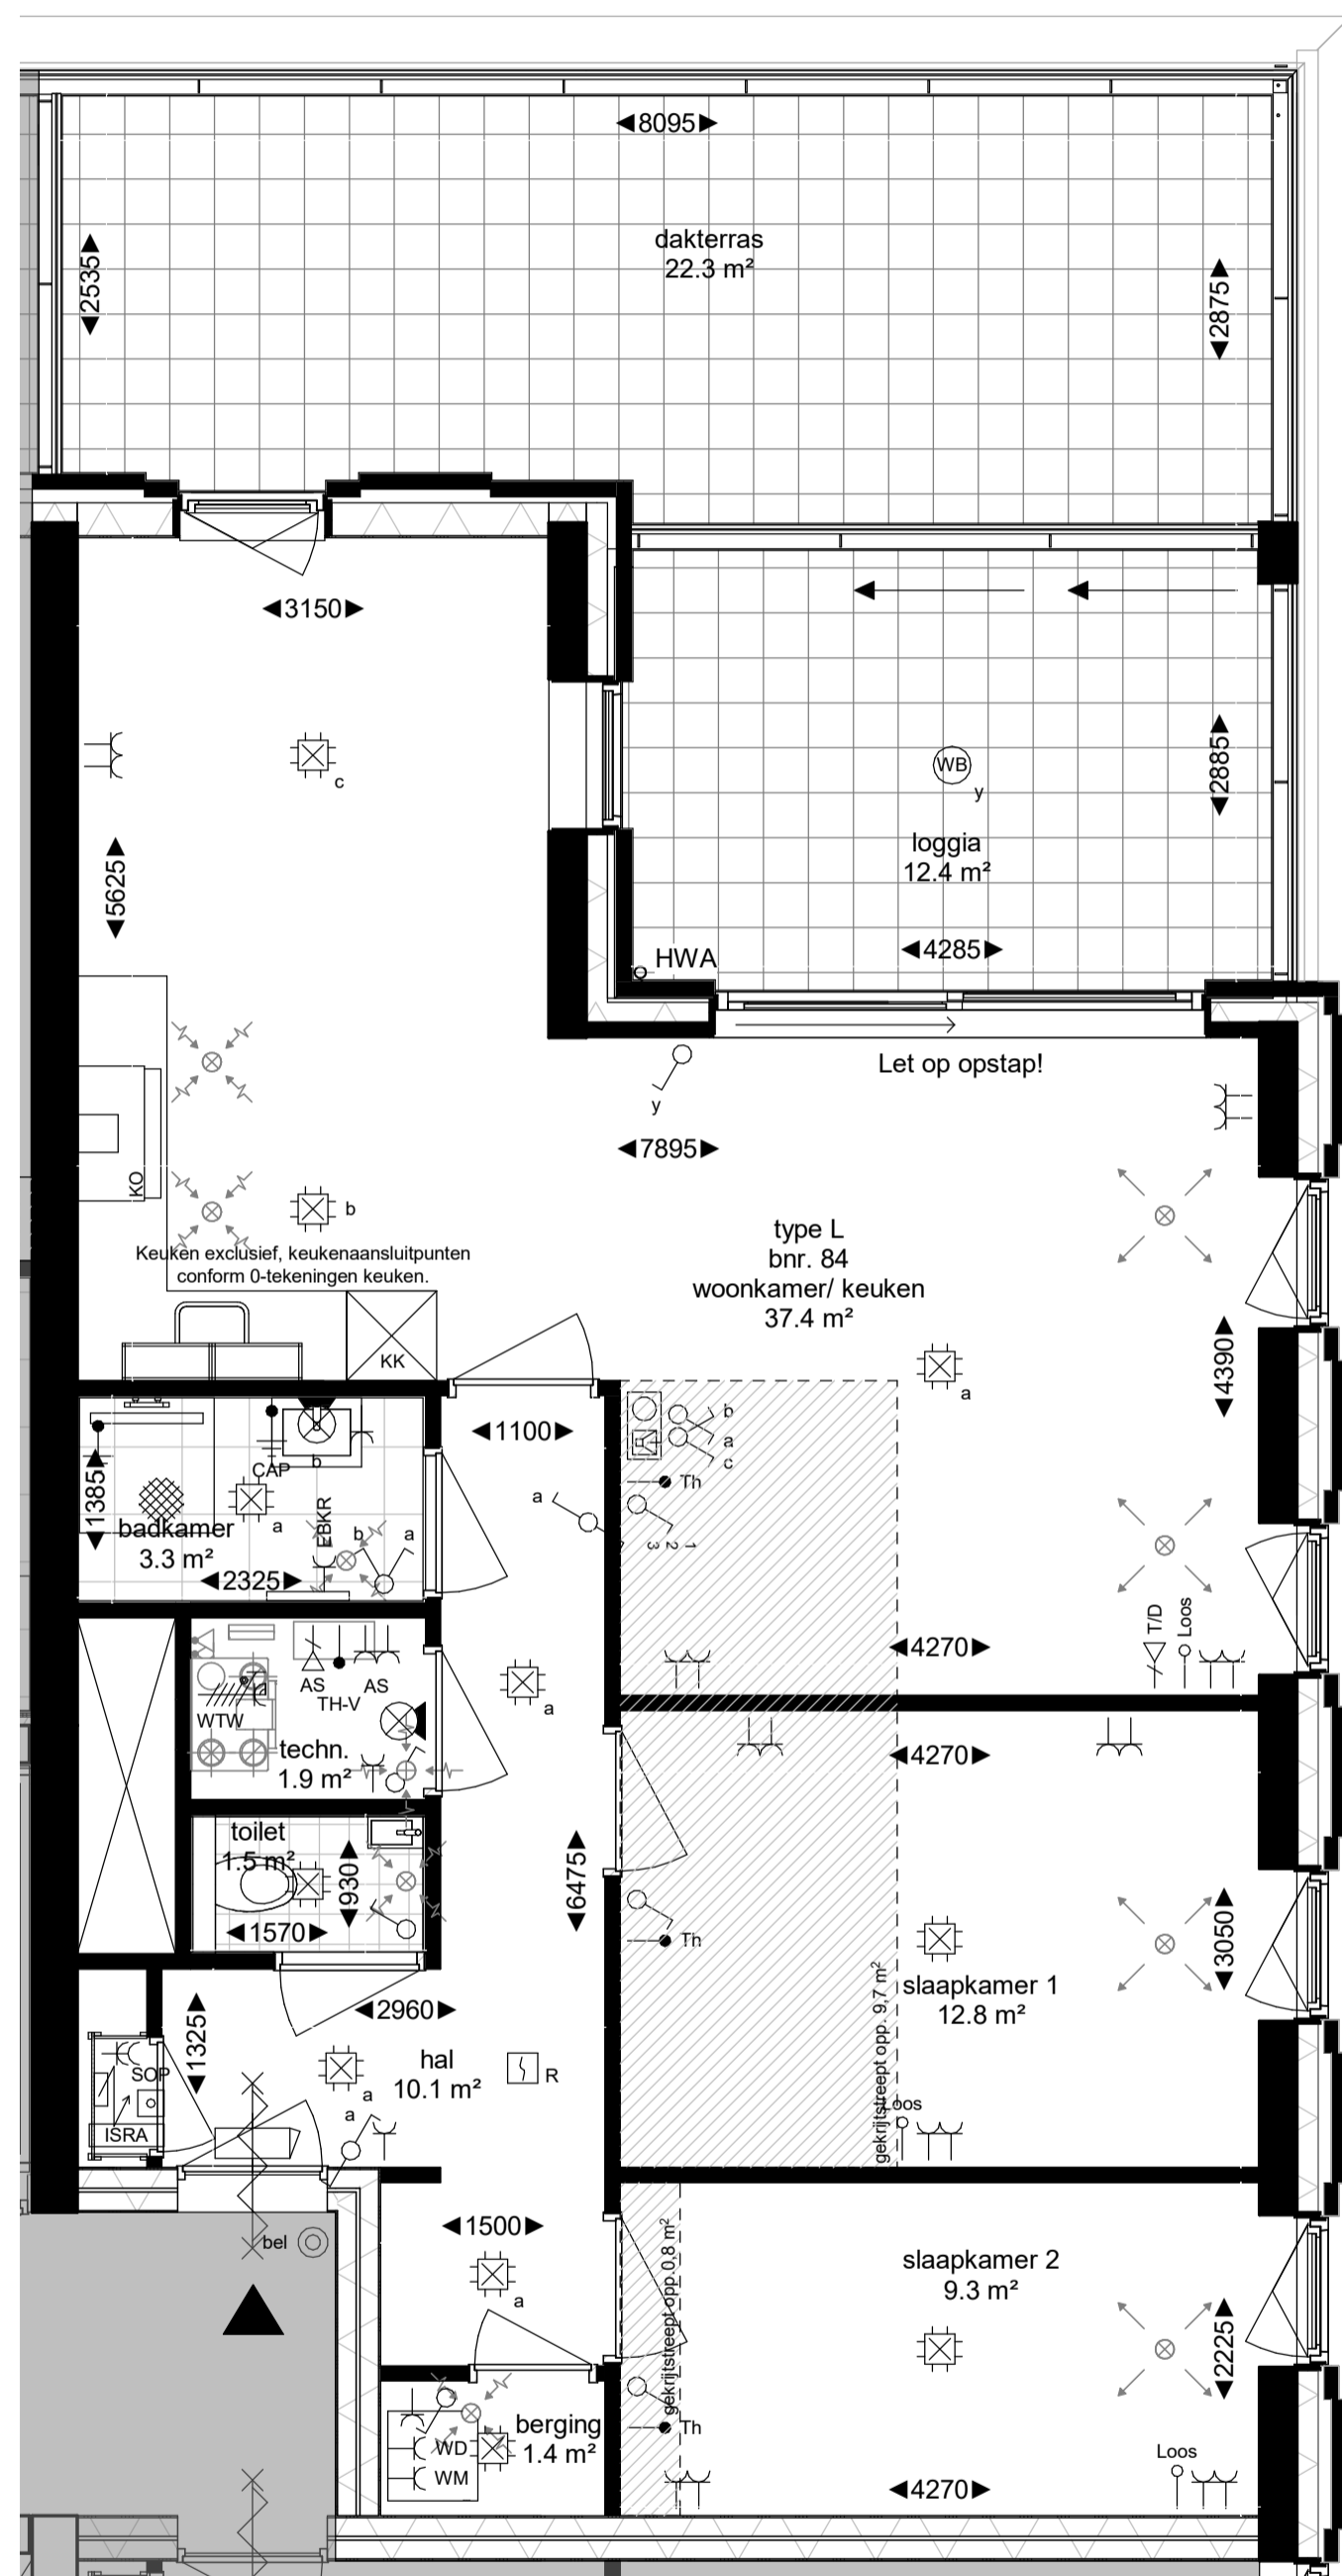 8095
dakterras
22.3 m²
2535
2875
3150
c
WB
y
2885
loggia
12.4 m²
5625
4285
HWA
Let op opstap!
y
7895
KO
b
Keuken exclusief, keukenaansluitpunten
conform 0-tekeningen keuken.
type L
bnr. 84
woonkamer/ keuken
37.4 m²
KK
4390
a
1100
b
a
c
Th
1 2 3
b
CAP
1385
a
EBKR
badkamer
3.3 m²
b
a
a
2325
T/D
Loos
4270
AS
AS
TH-V
WTW
techn.
1.9 m²
a
4270
toilet
1.5 m²
930
1570
6475
Th
3050
gekrijtstreept opp. 9,7 m²
slaapkamer 1
12.8 m²
2960
1325
hal
10.1 m²
SOP
R
a
a
ISRA
Loos
1500
bel
a
gekrijtstreept opp.0.8 m²
slaapkamer 2
9.3 m²
2225
berging
1.4 m²
WD
WM
Th
Loos
4270